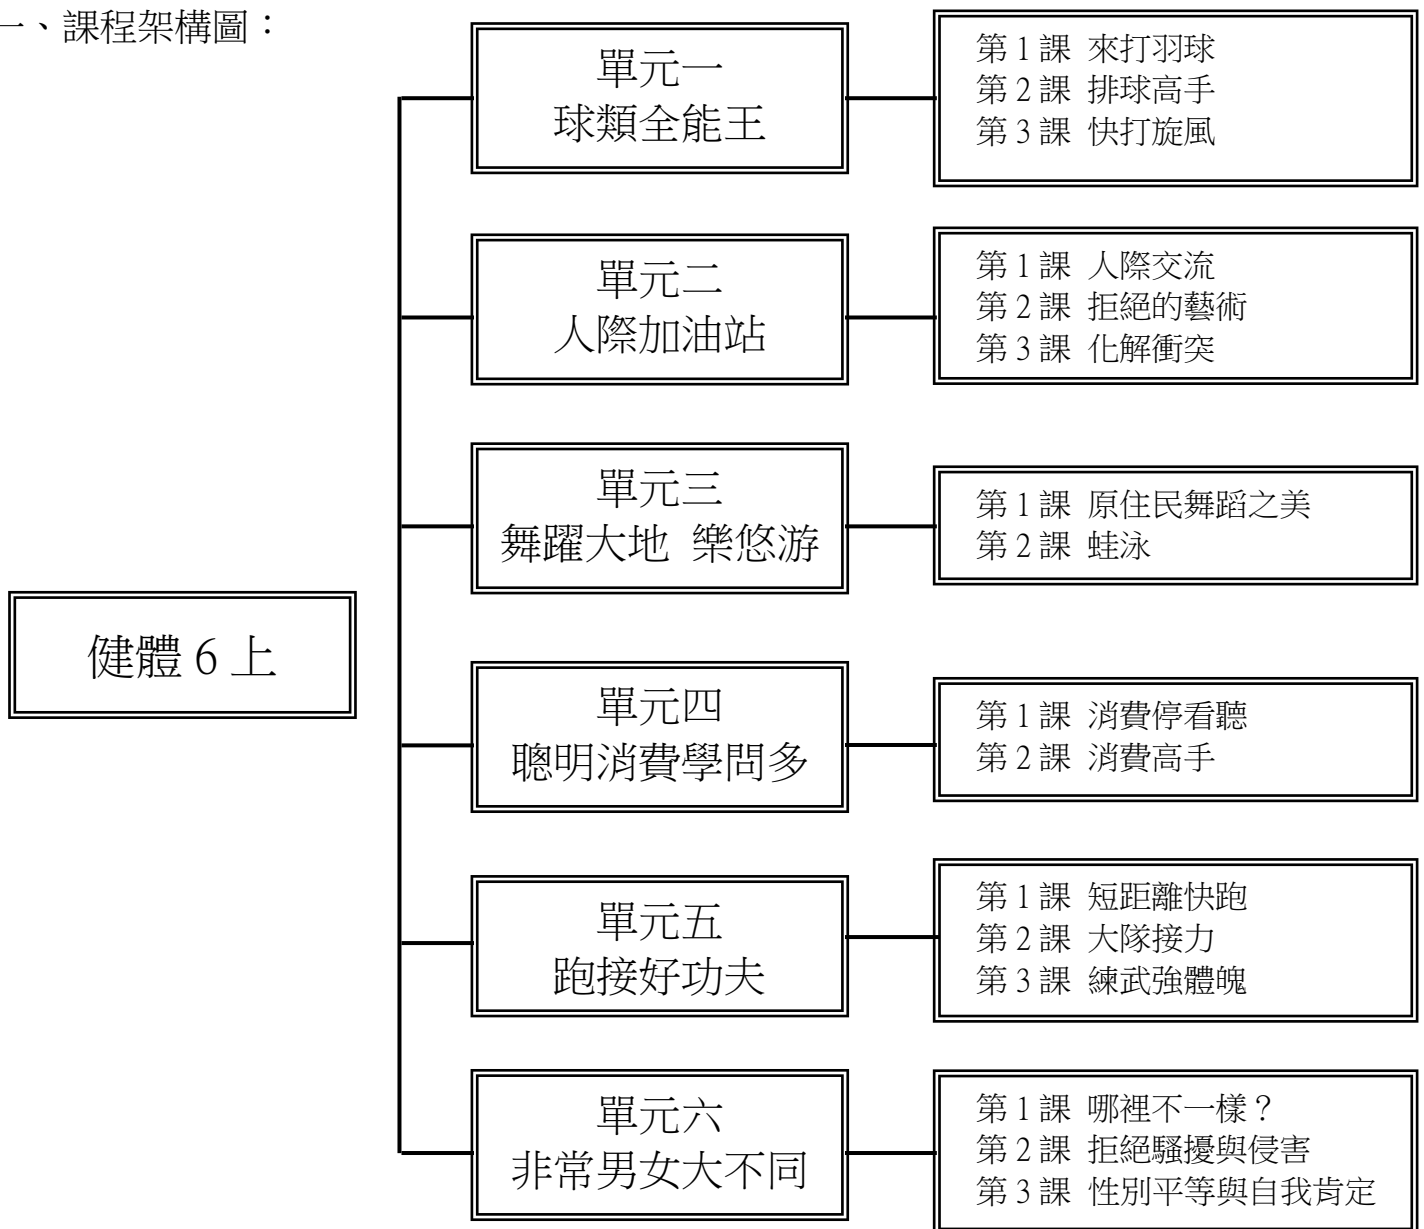 一、課程架構圖：
健體 6 上
單元一
球類全能王
第 1 課 來打羽球
第 2 課 排球高手
第 3 課 快打旋風
單元二
人際加油站
第 1 課 人際交流
第 2 課 拒絕的藝術
第 3 課 化解衝突
單元三
舞躍大地 樂悠游
第 1 課 原住民舞蹈之美
第 2 課 蛙泳
單元四
聰明消費學問多
第 1 課 消費停看聽
第 2 課 消費高手
單元五
跑接好功夫
第 1 課 短距離快跑
第 2 課 大隊接力
第 3 課 練武強體魄
單元六
非常男女大不同
第 1 課 哪裡不一樣？
第 2 課 拒絕騷擾與侵害
第 3 課 性別平等與自我肯定